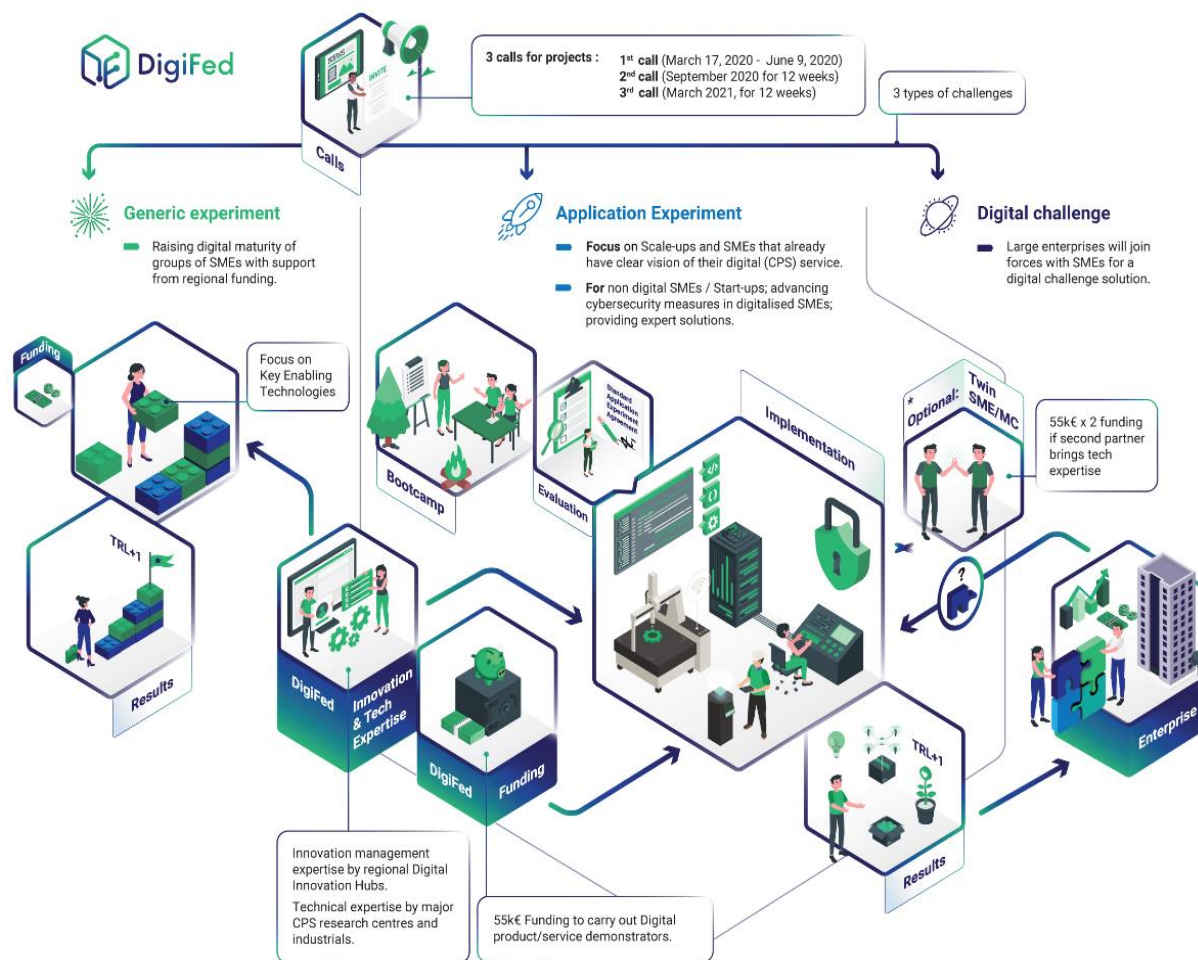 DigiFed
INVITE
Calls
3 calls for projects :
1st call (March 17, 2020 - June 9, 2020)
2nd call (September 2020 for 12 weeks)
3rd call (March 2021, for 12 weeks)
3 types of challenges
Generic experiment
Raising digital maturity of
groups of SMEs with support
from regional funding.
Application Experiment
Focus on Scale-ups and SMEs that already
have clear vision of their digital (CPS) service.
For non digital SMEs / Start-ups; advancing
cybersecurity measures in digitalised SMEs;
providing expert solutions.
Digital challenge
Large enterprises will join
forces with SMEs for a
digital challenge solution.
Funding
Focus on
Key Enabling
Technologies
Bootcamp
Standard
Application
Experiment
Agreement
Evaluation
Implementation
*
Optional:
Twin
SME/MC
55k€ x 2 funding
if second partner
brings tech
expertise
TRL+1
Results
DigiFed
Innovation
& Tech
Expertise
DigiFed
Funding
?
Enterprise
TRL+1
Results
Innovation management
expertise by regional Digital
Innovation Hubs.
Technical expertise by major
CPS research centres and
industrials.
55k€ Funding to carry out Digital
product/service demonstrators.